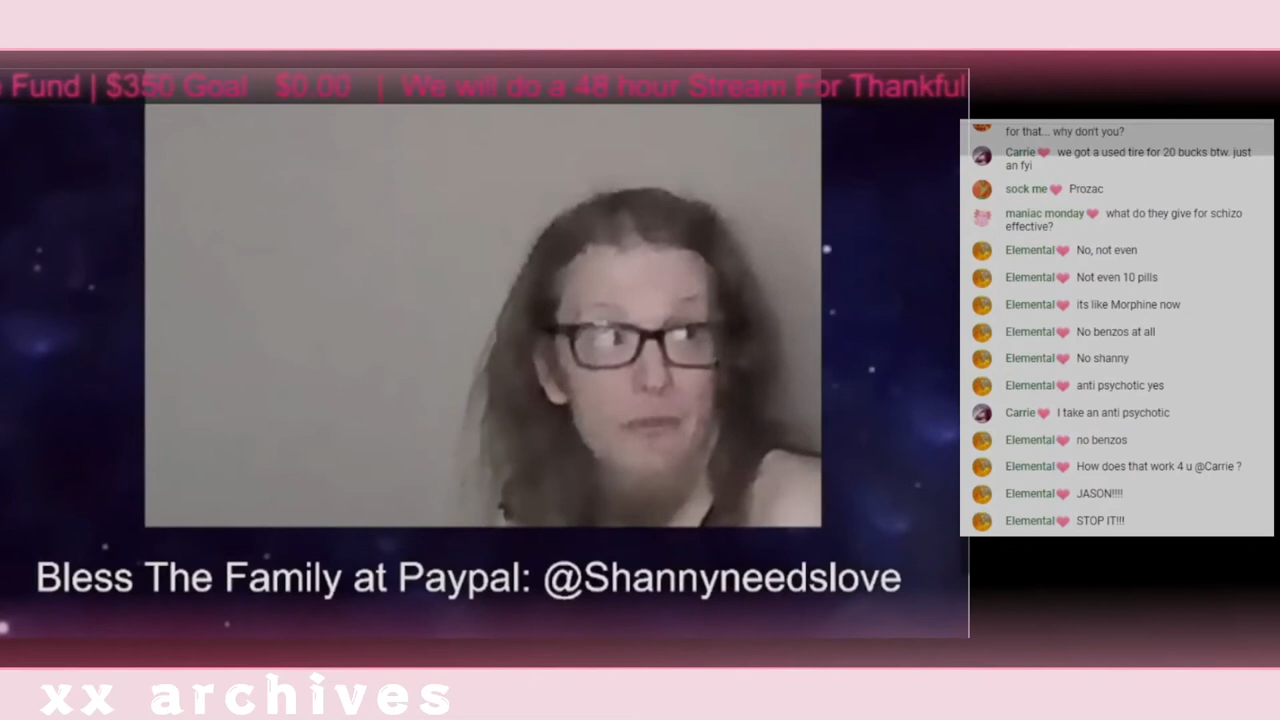 Fund | $350 Goal $0.00 | We will do a 48 hour Stream For Thankful
for that... why don't you?
Carrie we got a used tire for 20 bucks btw. just
an fyi
sock me Prozac
maniac monday what do they give for schizo
effective?
Elemental No, not even
Elemental Not even 10 pills
Elemental its like Morphine now
Elemental No benzos at all
Elemental No shanny
Elemental anti psychotic yes
Carrie I take an anti psychotic
Elemental no benzos
Elemental How does that work 4 u @Carrie ?
Elemental JASON!!!!
Elemental STOP IT!!!
Bless The Family at Paypal: @Shannyneedslove
xx archives